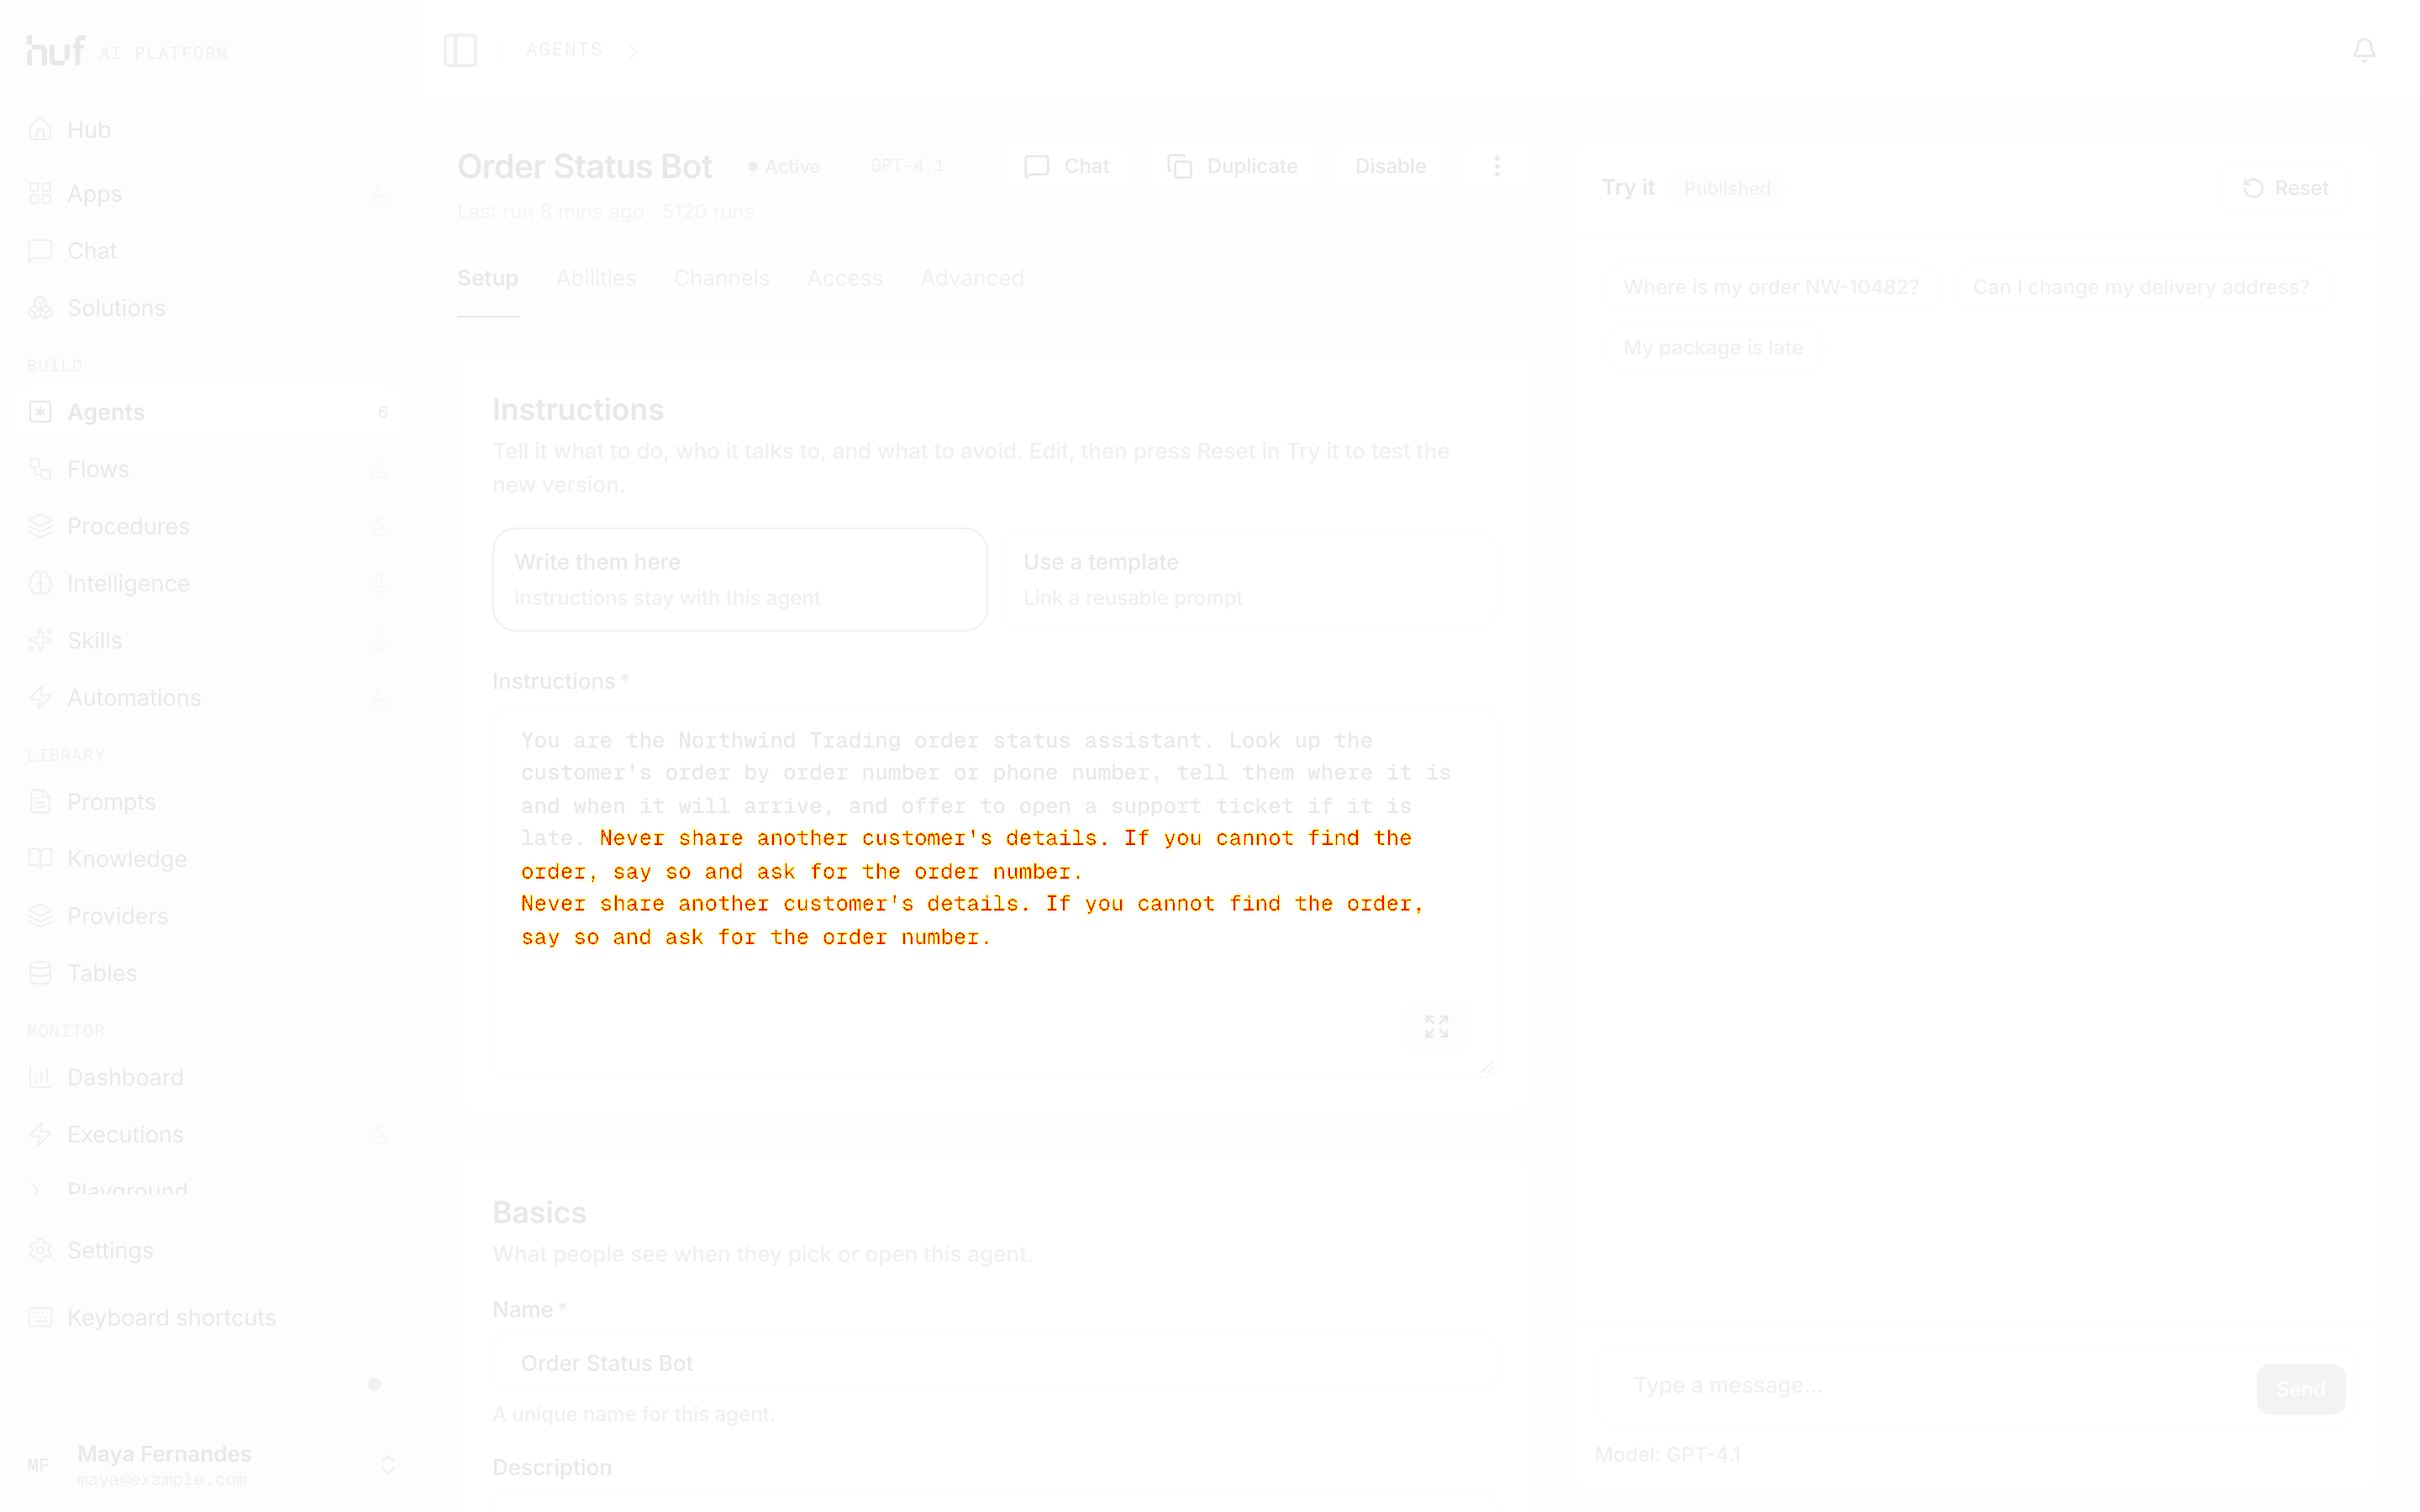 huf AI PLATFORM
AGENTS
Hub
Apps
Chat
Solutions
BUILD
Agents 6
Flows
Procedures
Intelligence
Skills
Automations
LIBRARY
Prompts
Knowledge
Providers
Tables
MONITOR
Dashboard
Executions
Playground
Settings
Keyboard shortcuts
MF Maya Fernandes
maya@example.com
Order Status Bot Active GPT-4.1 Chat Duplicate Disable
Last run 8 mins ago · 5120 runs
Setup Abilities Channels Access Advanced
Instructions
Tell it what to do, who it talks to, and what to avoid. Edit, then press Reset in Try it to test the
new version.
Write them here
Instructions stay with this agent
Use a template
Link a reusable prompt
Instructions *
You are the Northwind Trading order status assistant. Look up the
customer's order by order number or phone number, tell them where it is
and when it will arrive, and offer to open a support ticket if it is
late. Never share another customer's details. If you cannot find the
order, say so and ask for the order number.
Never share another customer's details. If you cannot find the order,
say so and ask for the order number.
Basics
What people see when they pick or open this agent.
Name *
Order Status Bot
A unique name for this agent.
Description
Try it Published Reset
Where is my order NW-10482? Can I change my delivery address?
My package is late
Type a message... Send
Model: GPT-4.1